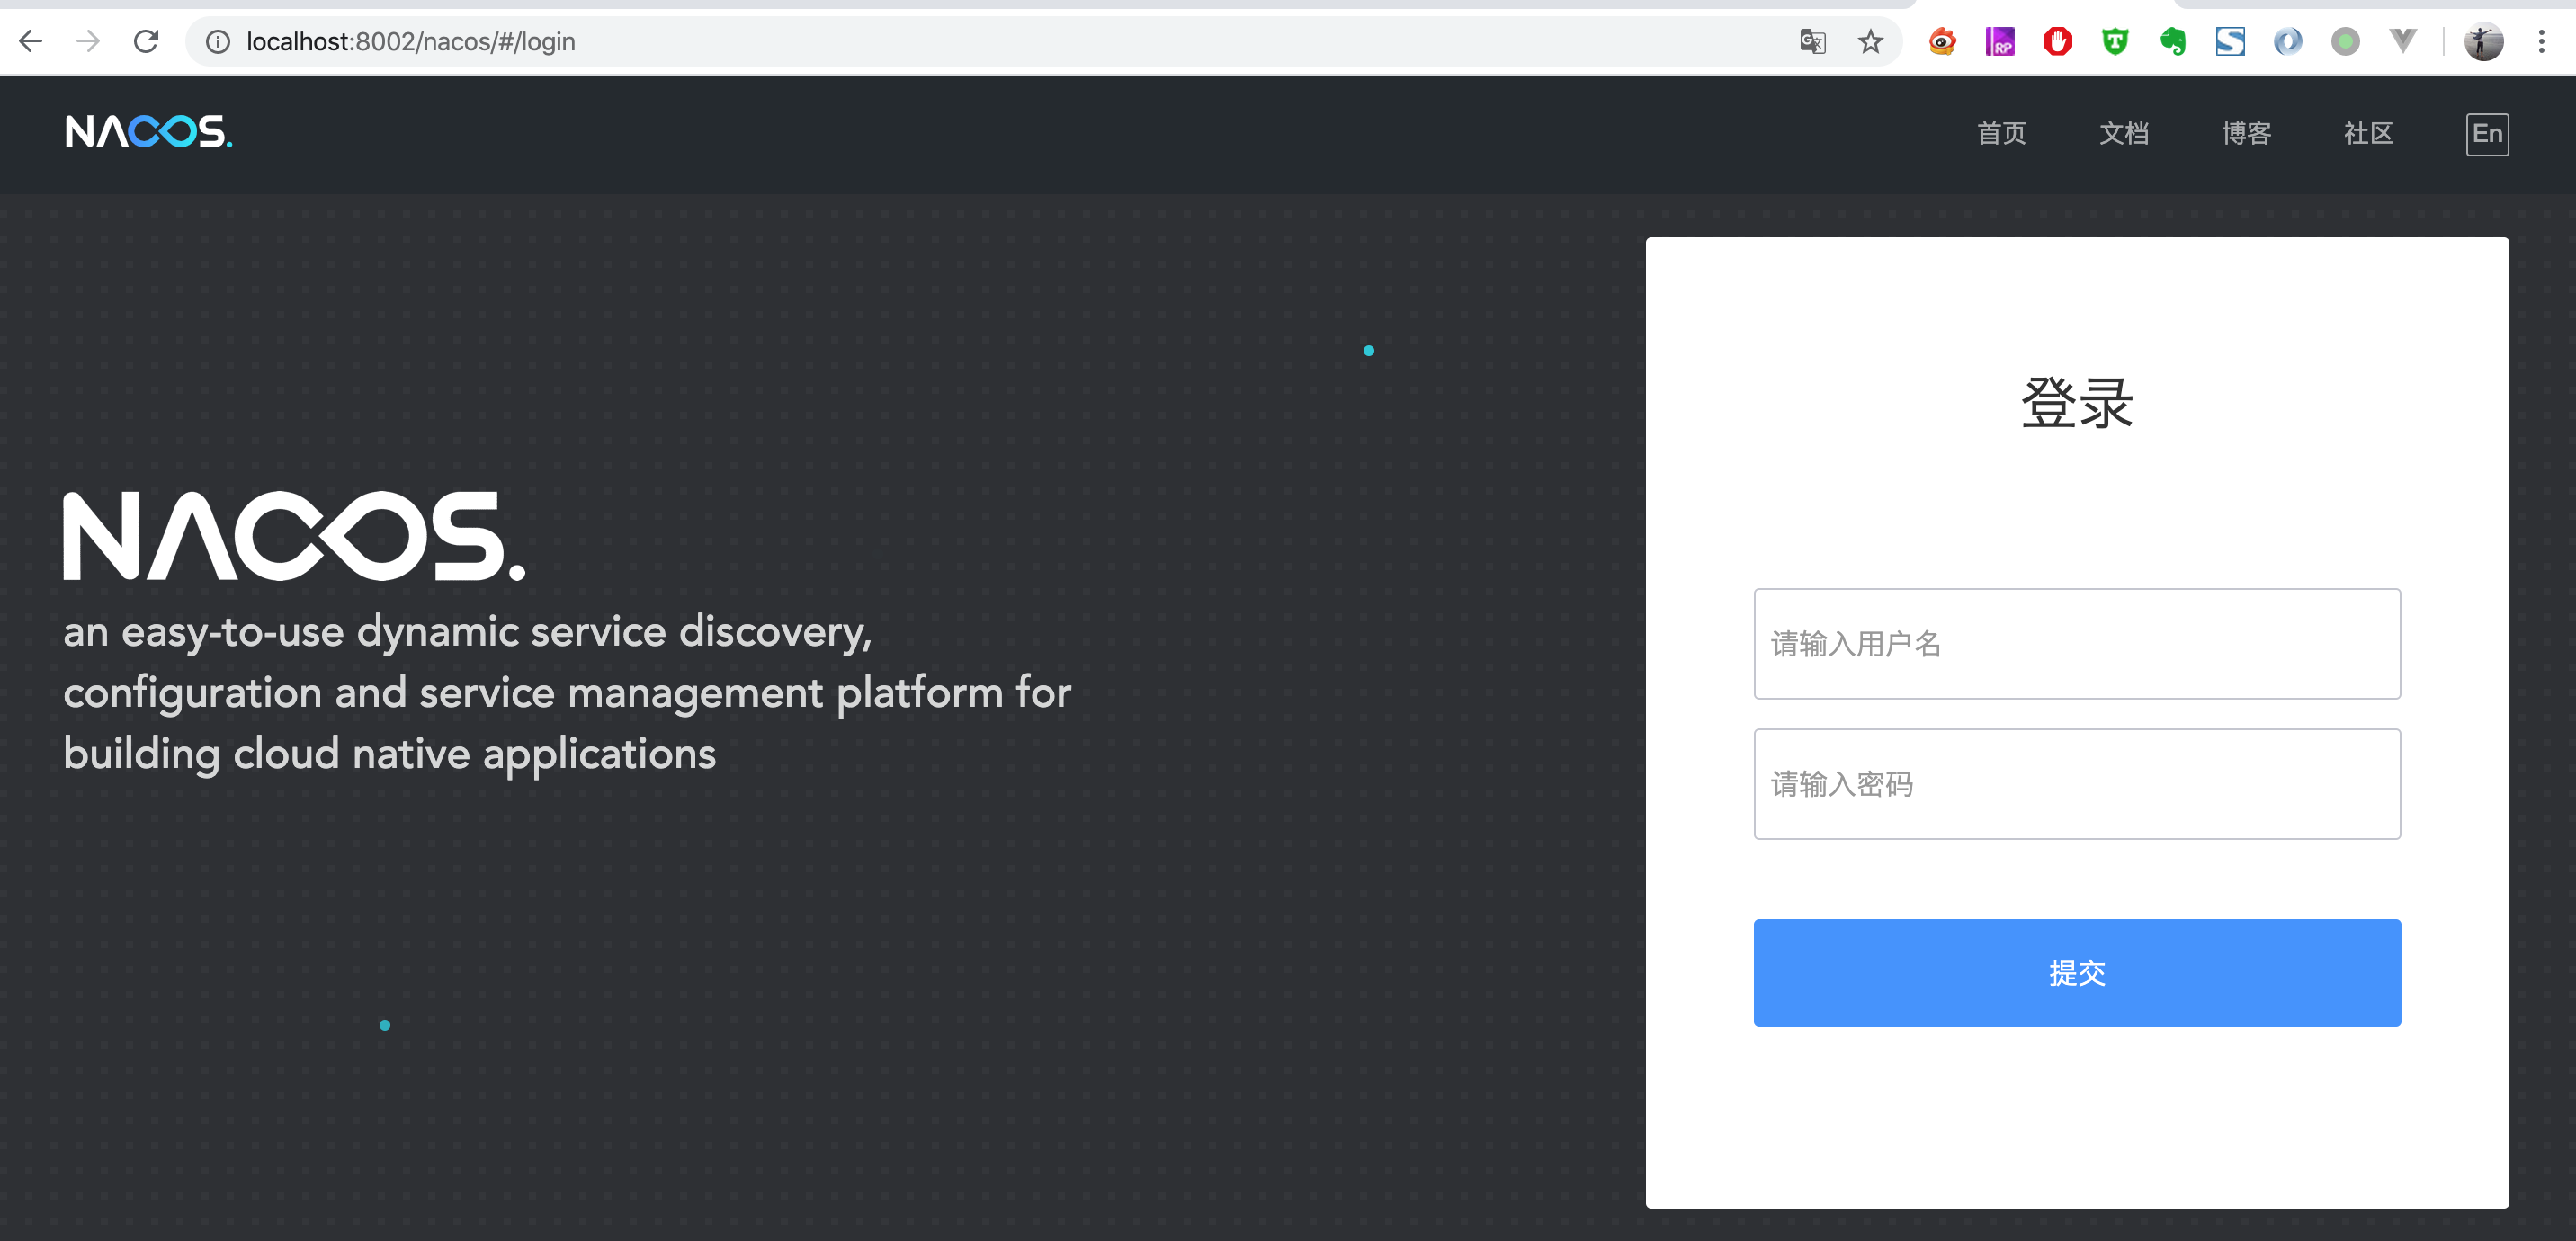 localhost:8002/nacos/#/login
NACOS.
首页
文档
博客
社区
En
NACOS.
an easy-to-use dynamic service discovery,
configuration and service management platform for
building cloud native applications
登录
请输入用户名
请输入密码
提交